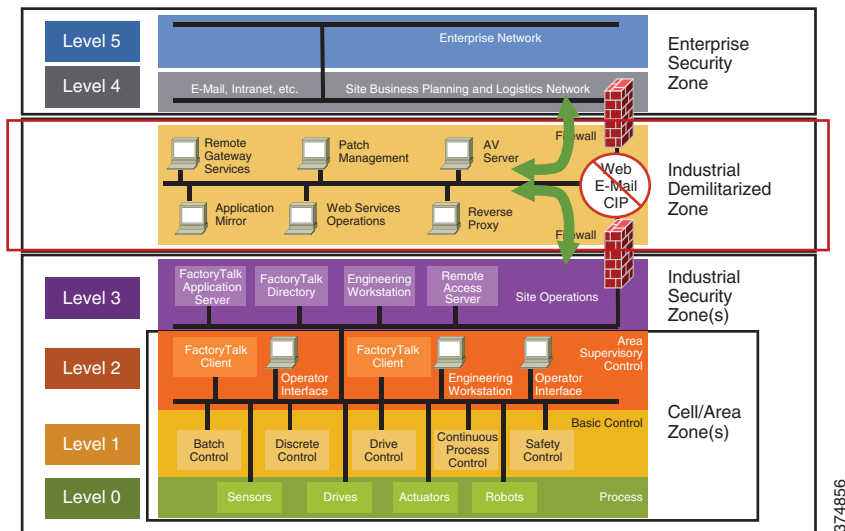 Level 5
Enterprise Network
Enterprise
Security
Zone
Level 4
E-Mail, Intranet, etc.
Site Business Planning and Logistics Network
Firewall
Remote
Gateway
Services
Patch
Management
AV
Server
Web
E-Mail
CIP
Industrial
Demilitarized
Zone
Application
Mirror
Web Services
Operations
Reverse
Proxy
Firewall
Level 3
FactoryTalk
Application
Server
FactoryTalk
Directory
Engineering
Workstation
Remote
Access
Server
Site Operations
Industrial
Security
Zone(s)
Level 2
FactoryTalk
Client
Operator
Interface
FactoryTalk
Client
Engineering
Workstation
Operator
Interface
Area
Supervisory
Control
Cell/Area
Zone(s)
Level 1
Basic Control
Batch
Control
Discrete
Control
Drive
Control
Continuous
Process
Control
Safety
Control
Level 0
Sensors
Drives
Actuators
Robots
Process
374856